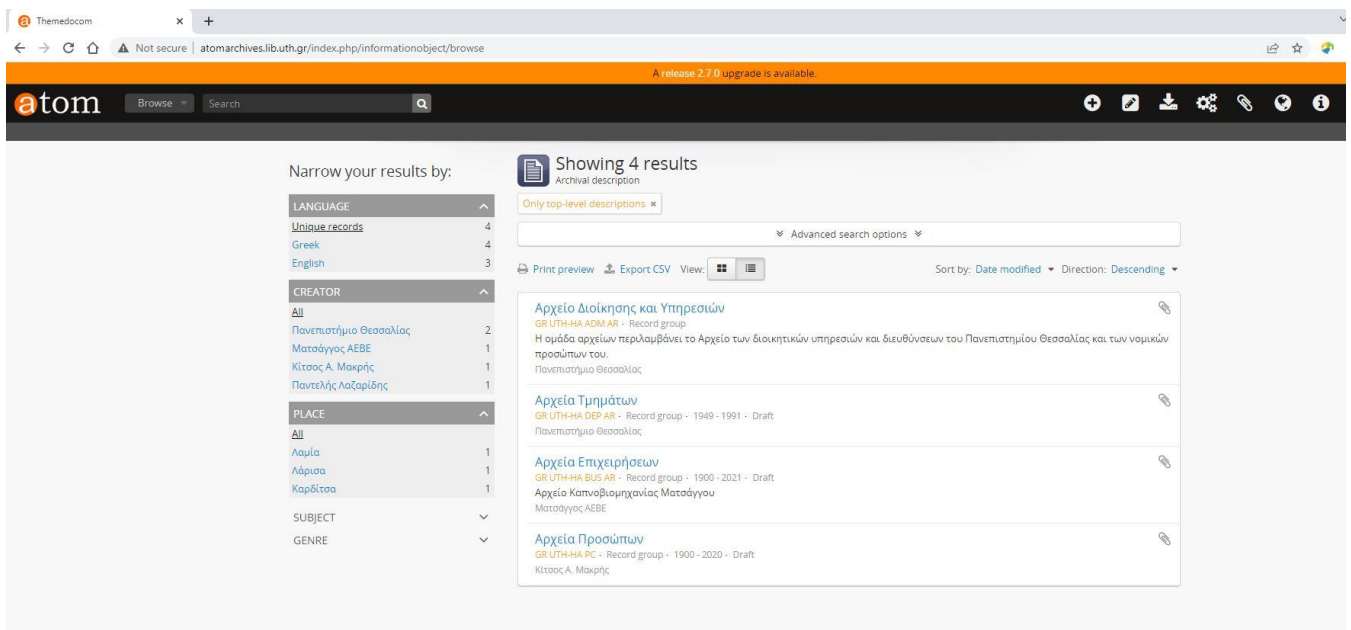 Themedocom
Not secure atomarchives.lib.uth.gr/index.php/informationobject/browse
A release 2.7.0 upgrade is available.
atom Browse Search
Narrow your results by:
LANGUAGE
Unique records 4
Greek 4
English 3
CREATOR
All
Πανεπιστήμιο Θεσσαλίας 2
Ματσάγγος ΑΕΒΕ 1
Κίτσος Α. Μακρής 1
Παντελής Λαζαρίδης 1
PLACE
All
Λαμία 1
Λάρισα 1
Καρδίτσα 1
SUBJECT
GENRE
Showing 4 results
Archival description
Only top-level descriptions
Advanced search options
Print preview Export CSV View: Sort by: Date modified Direction: Descending
Αρχείο Διοίκησης και Υπηρεσιών
GR UTH-HA ADM AR · Record group
Η ομάδα αρχείων περιλαμβάνει το Αρχείο των διοικητικών υπηρεσιών και διευθύνσεων του Πανεπιστημίου Θεσσαλίας και των νομικών
προσώπων του.
Πανεπιστήμιο Θεσσαλίας
Αρχεία Τμημάτων
GR UTH-HA DEP AR · Record group · 1949 - 1991 · Draft
Πανεπιστήμιο Θεσσαλίας
Αρχεία Επιχειρήσεων
GR UTH-HA BUS AR · Record group · 1900 - 2021 · Draft
Αρχείο Καπνοβιομηχανίας Ματσάγγου
Ματσάγγος ΑΕΒΕ
Αρχεία Προσώπων
GR UTH-HA PC · Record group · 1900 - 2020 · Draft
Κίτσος Α. Μακρής